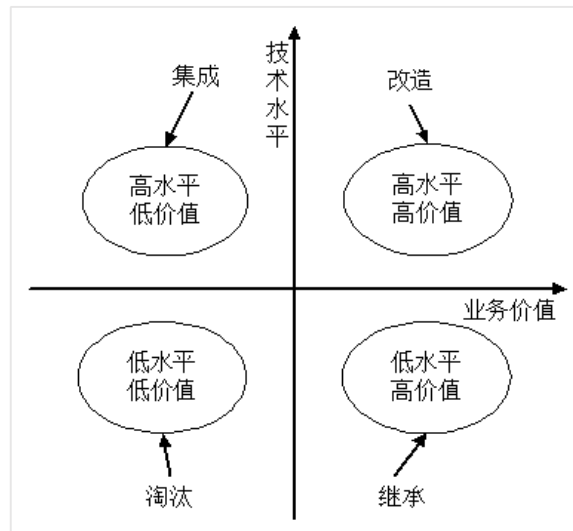 集成
技术水平
改造
高水平
低价值
高水平
高价值
业务价值
低水平
低价值
低水平
高价值
淘汰
继承